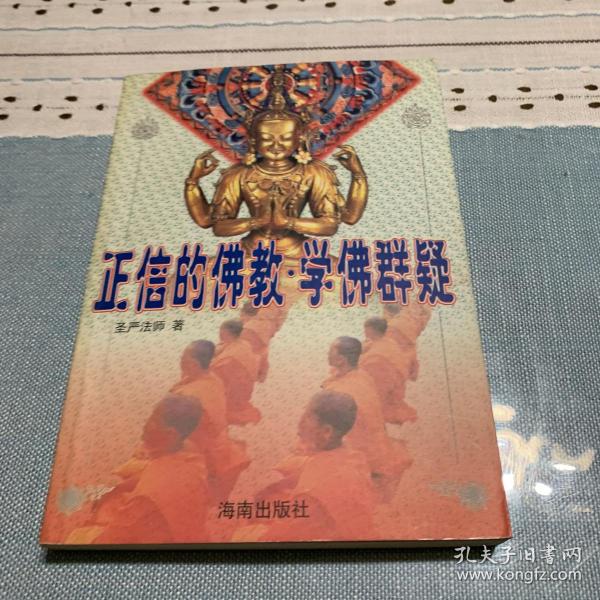 正信的佛教·学佛群疑
圣严法师 著
海南出版社
孔夫子旧书网
www.kongfz.com